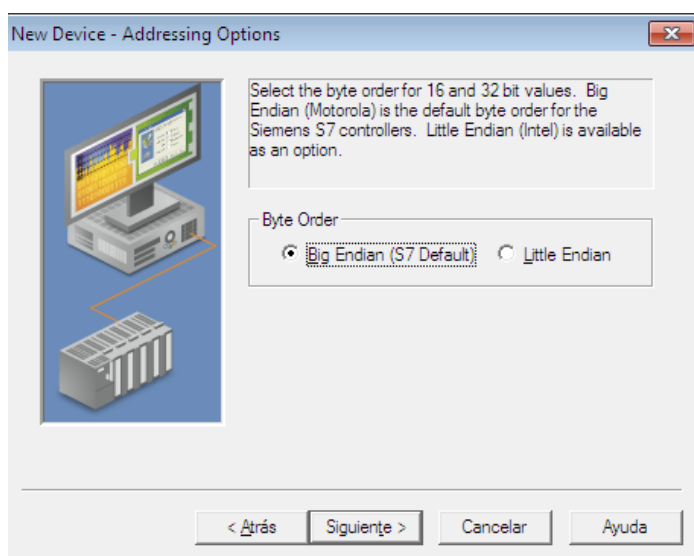 New Device - Addressing Options
Select the byte order for 16 and 32 bit values.  Big
Endian (Motorola) is the default byte order for the
Siemens S7 controllers.  Little Endian (Intel) is available
as an option.
Byte Order
Big Endian (S7 Default)
Little Endian
< Atrás
Siguiente >
Cancelar
Ayuda